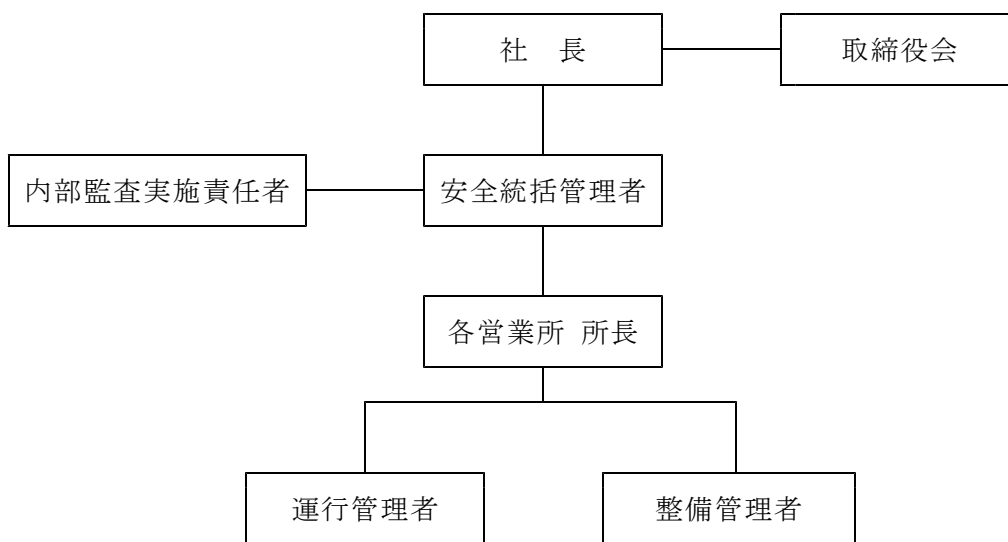 社　長
取締役会
内部監査実施責任者
安全統括管理者
各営業所 所長
運行管理者
整備管理者